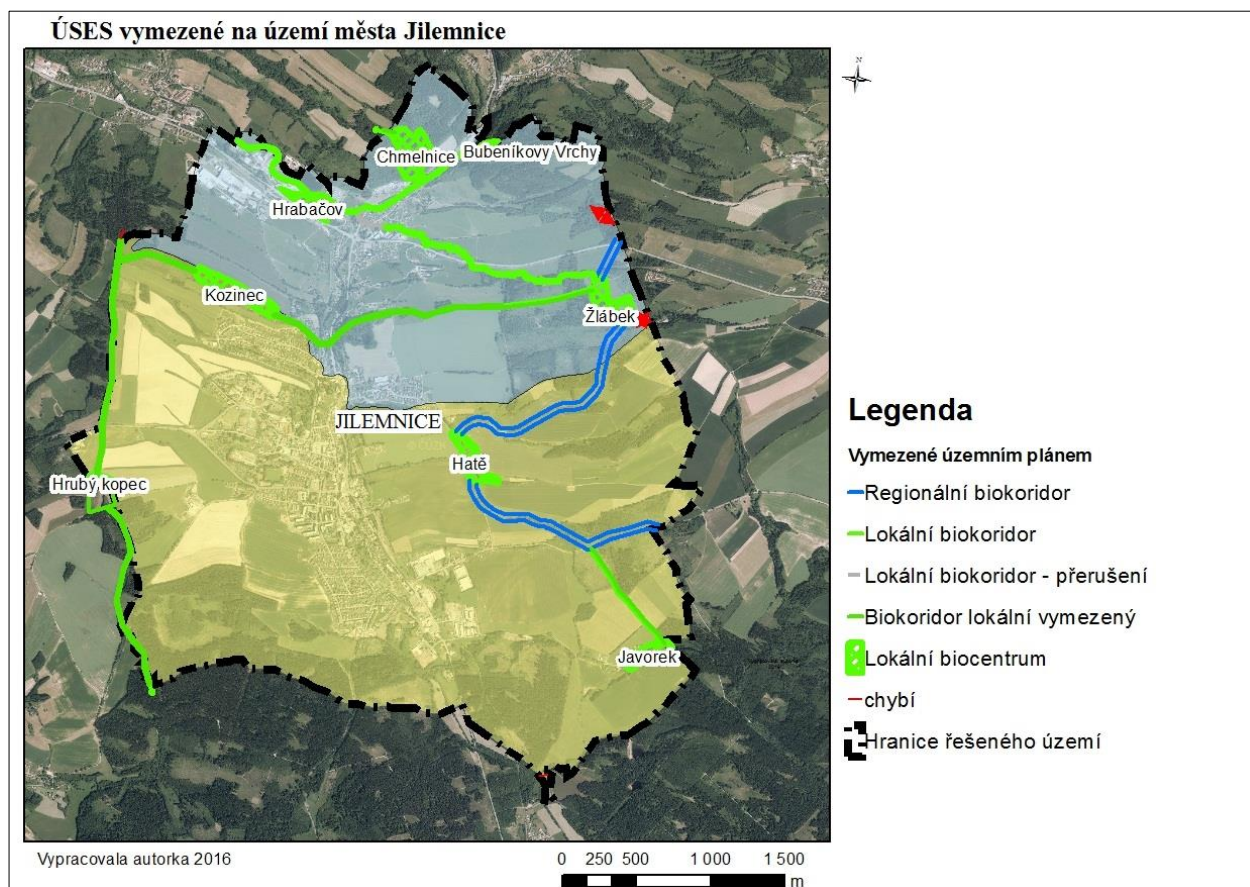 ÚSES vymezené na území města Jilemnice
N
Chmelnice
Bubeníkovy Vrchy
Hrabačov
Kozinec
Žlábek
JILEMNICE
Hatě
Hrubý kopec
Javorek
Legenda
Vymezené územním plánem
Regionální biokoridor
Lokální biokoridor
Lokální biokoridor - přerušení
Biokoridor lokální vymezený
Lokální biocentrum
chybí
Hranice řešeného území
Vypracovala autorka 2016
0 250 500 1 000 1 500
m